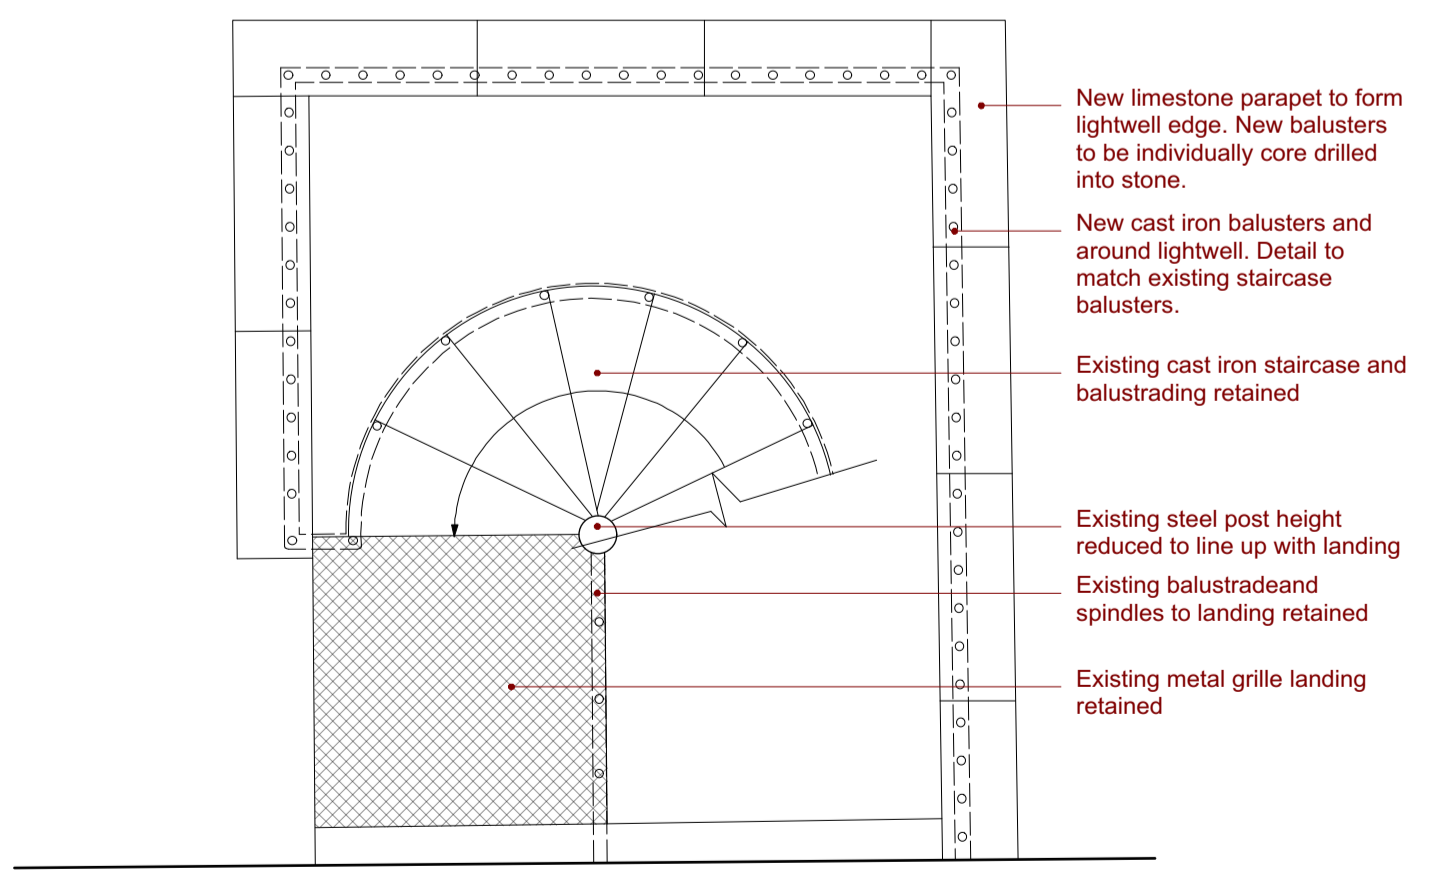 New limestone parapet to form
lightwell edge. New balusters
to be individually core drilled
into stone.
New cast iron balusters and
around lightwell. Detail to
match existing staircase
balusters.
Existing cast iron staircase and
balustrading retained
Existing steel post height
reduced to line up with landing
Existing balustradeand
spindles to landing retained
Existing metal grille landing
retained